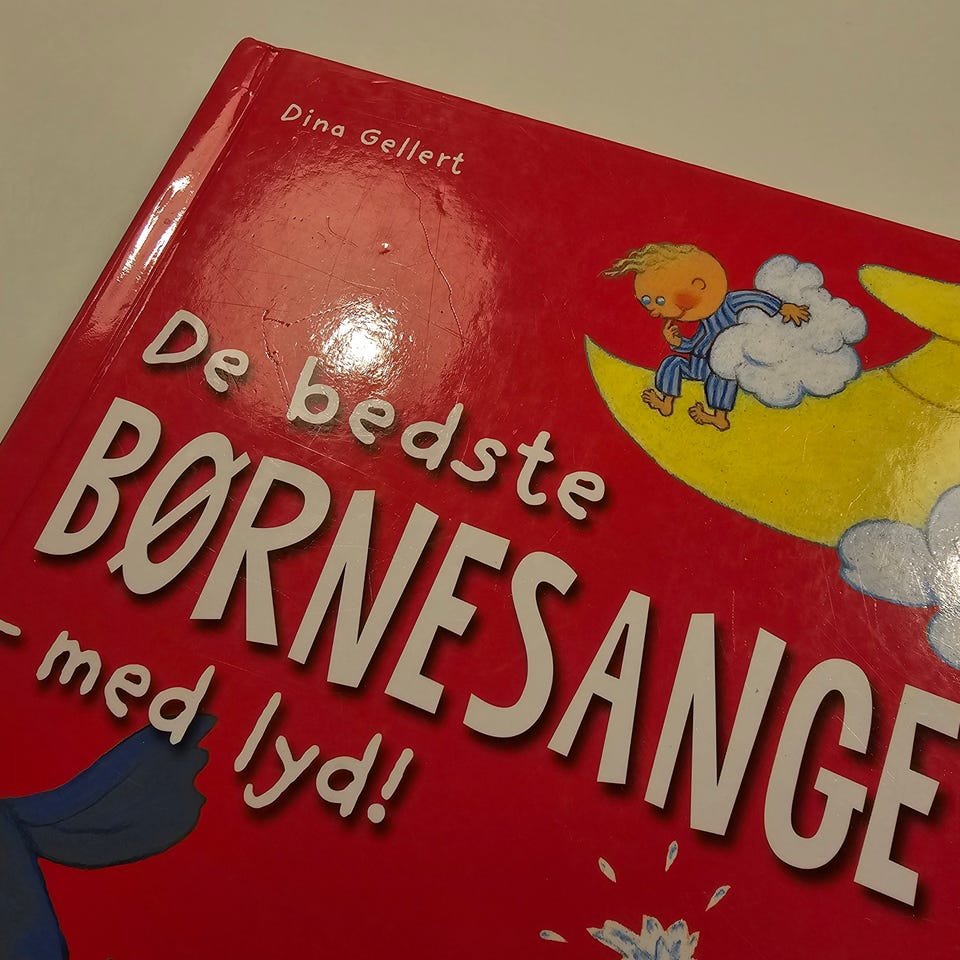 Dina Gellert
De bedste
BØRNESANGE
– med lyd!